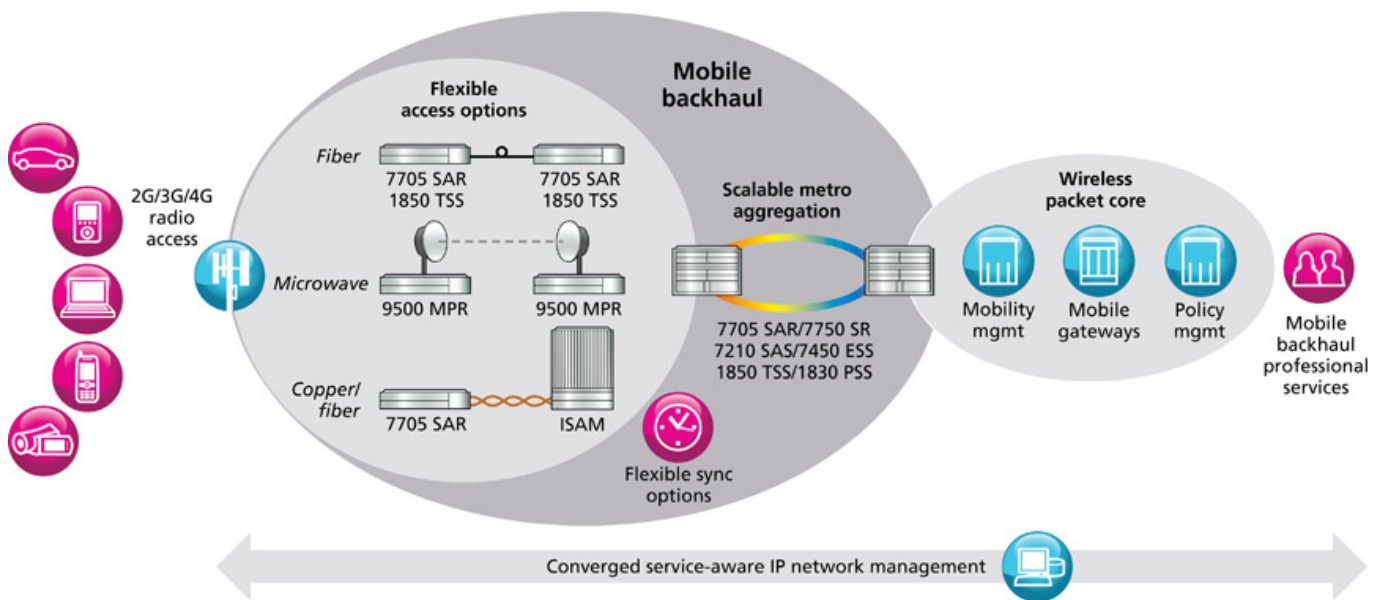 Mobile
backhaul
Flexible
access options
Fiber
7705 SAR
1850 TSS
7705 SAR
1850 TSS
2G/3G/4G
radio
access
Microwave
9500 MPR
9500 MPR
Copper/
fiber
7705 SAR
ISAM
Scalable metro
aggregation
7705 SAR/7750 SR
7210 SAS/7450 ESS
1850 TSS/1830 PSS
Flexible sync
options
Wireless
packet core
Mobility
mgmt
Mobile
gateways
Policy
mgmt
Mobile
backhaul
professional
services
Converged service-aware IP network management